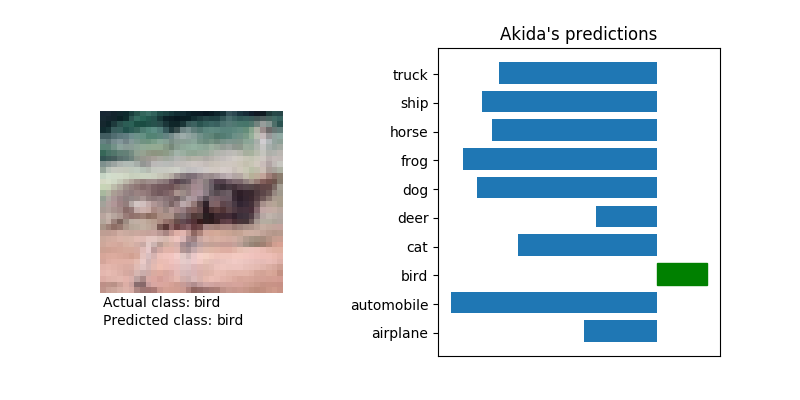 Akida's predictions
truck
ship
horse
frog
dog
deer
cat
bird
automobile
airplane
Actual class: bird
Predicted class: bird